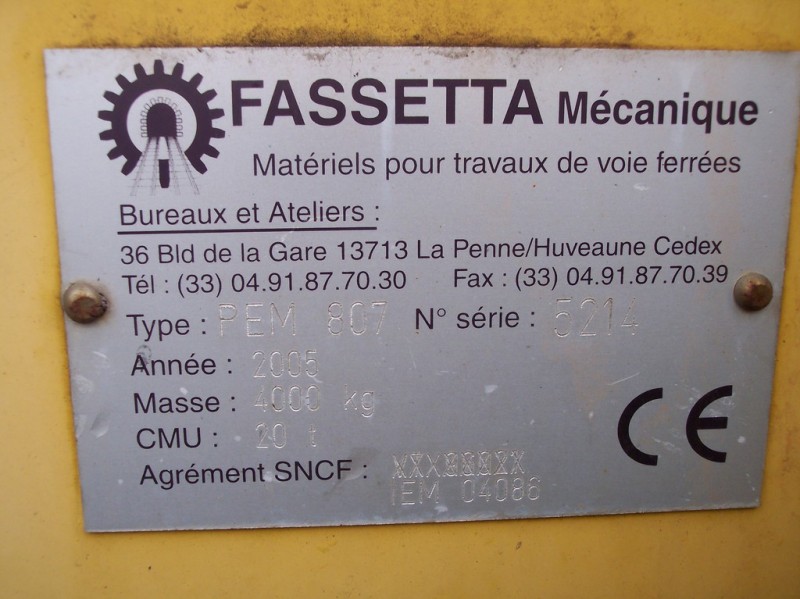 FASSETTA Mécanique
Matériels pour travaux de voie ferrées
Bureaux et Ateliers :
36 Bld de la Gare 13713 La Penne/Huveaune Cedex
Tél : (33) 04.91.87.70.30 Fax : (33) 04.91.87.70.39
Type : PEM 807 N° série : 5214
Année : 2005
Masse : 4000 kg
CMU : 20 t
Agrément SNCF :
IEM 04086
CE